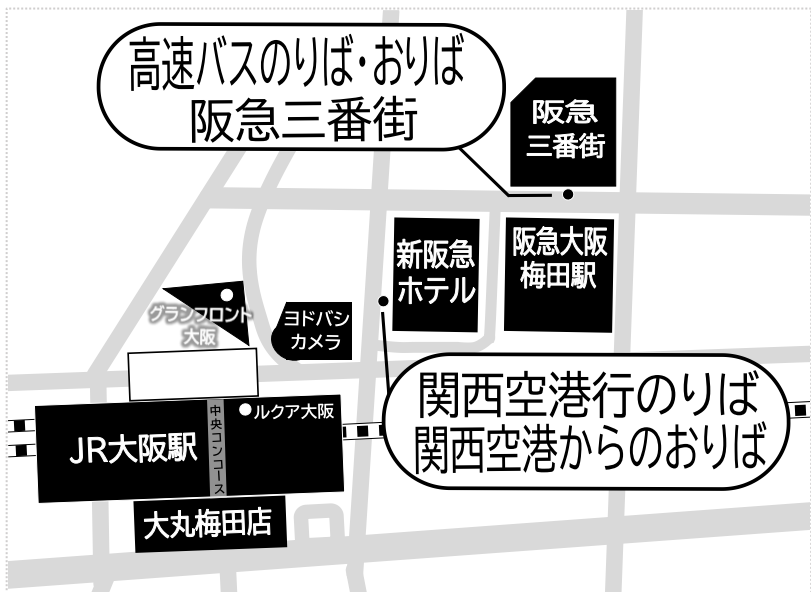 高速バスのりば・おりば
阪急三番街
阪急
三番街
新阪急
ホテル
阪急大阪
梅田駅
グランフロント
大阪
ヨドバシ
カメラ
関西空港行のりば
関西空港からのおりば
JR大阪駅
中央コンコース
ルクア大阪
大丸梅田店